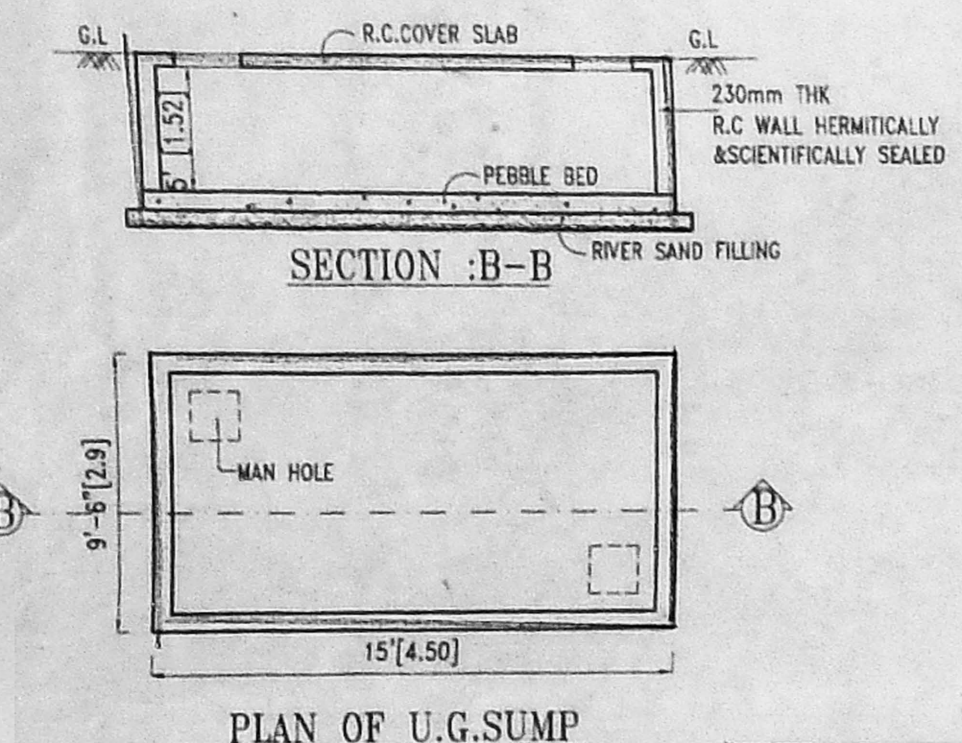 G.L
R.C.COVER SLAB
G.L
230mm THK
R.C WALL HERMITICALLY
&SCIENTIFICALLY SEALED
5' [1.52]
PEBBLE BED
RIVER SAND FILLING
SECTION :B-B
MAN HOLE
9'-6"[2.9]
B
B
15'[4.50]
PLAN OF U.G.SUMP